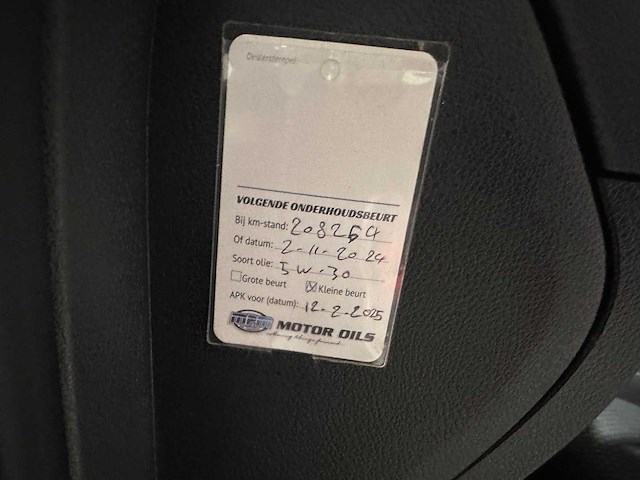 Dealerstempel
VOLGENDE ONDERHOUDSBEURT
Bij km-stand: 208264
Of datum: 2-11-2024
Soort olie: 5W-30
Grote beurt Kleine beurt
APK voor (datum): 12-2-2025
MOTOR OILS